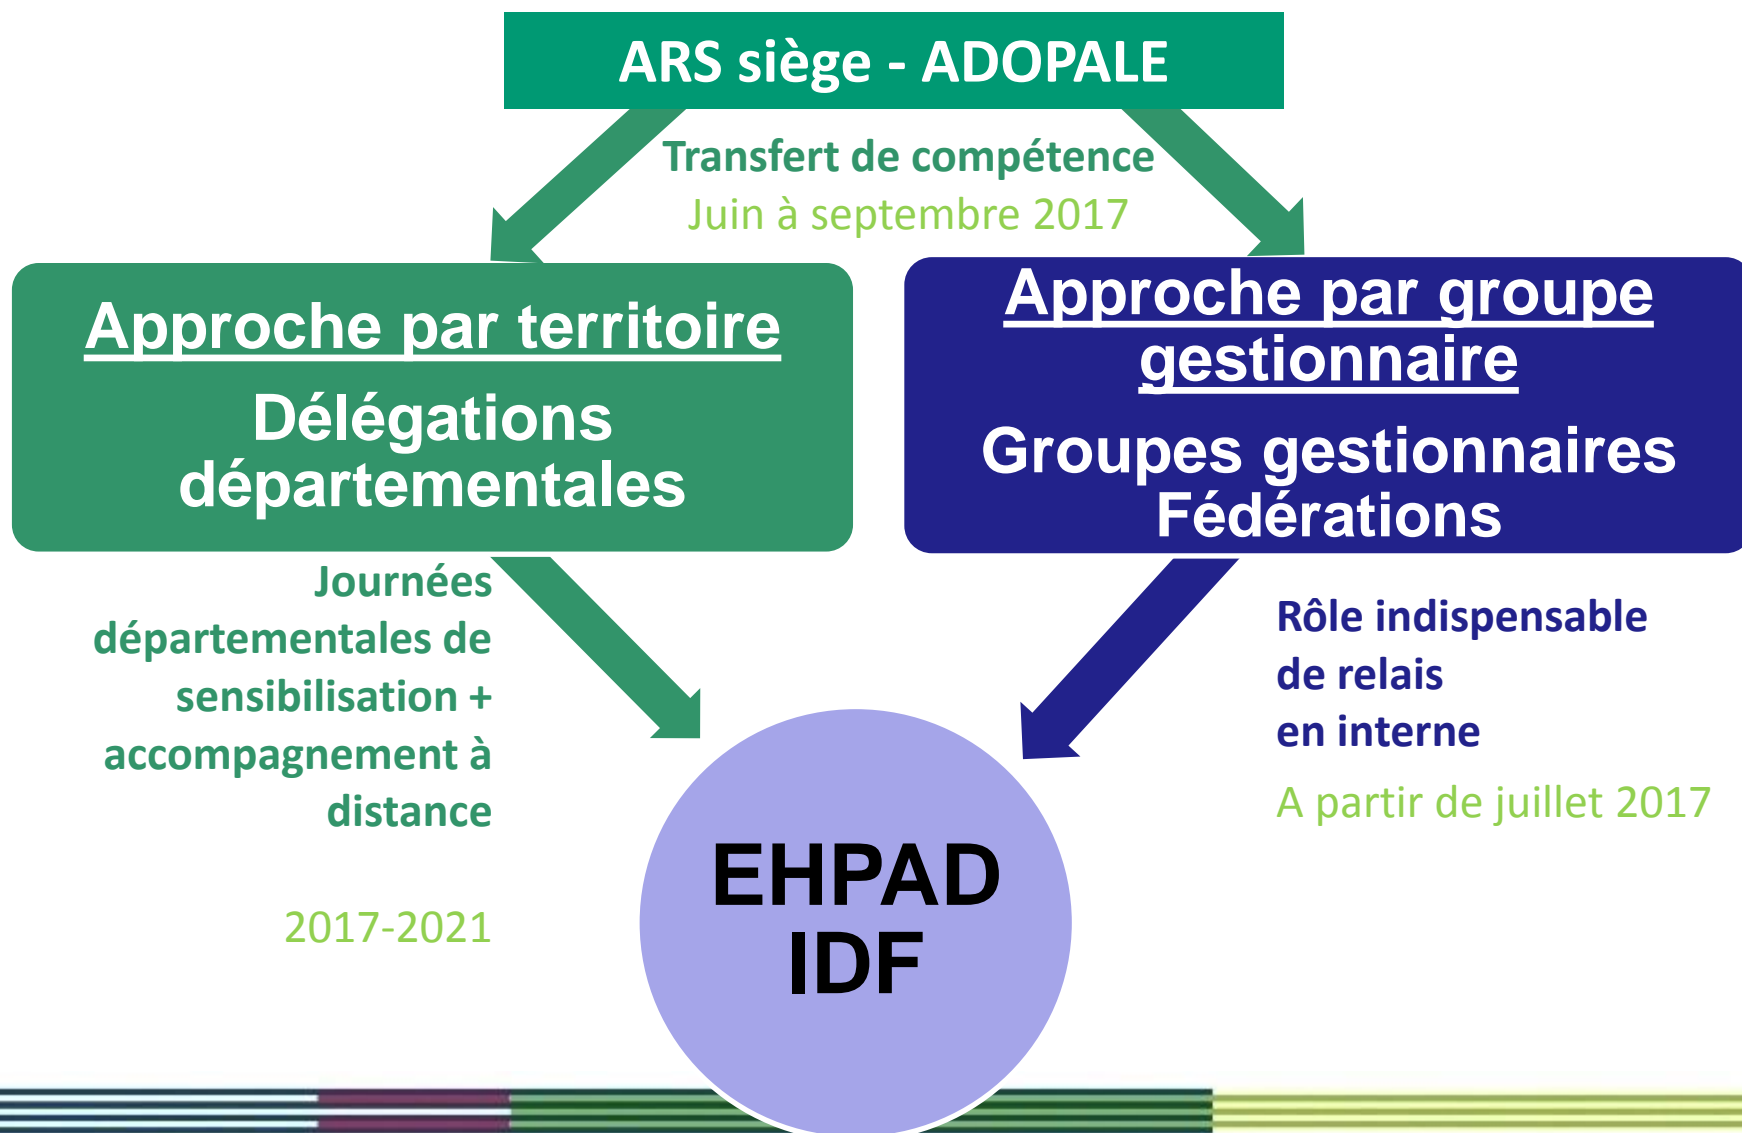 ARS siège - ADOPALE
Transfert de compétence
Juin à septembre 2017
Approche par territoire
Délégations
départementales
Approche par groupe
gestionnaire
Groupes gestionnaires
Fédérations
Journées
départementales de
sensibilisation +
accompagnement à
distance
2017-2021
Rôle indispensable
de relais
en interne
A partir de juillet 2017
EHPAD
IDF